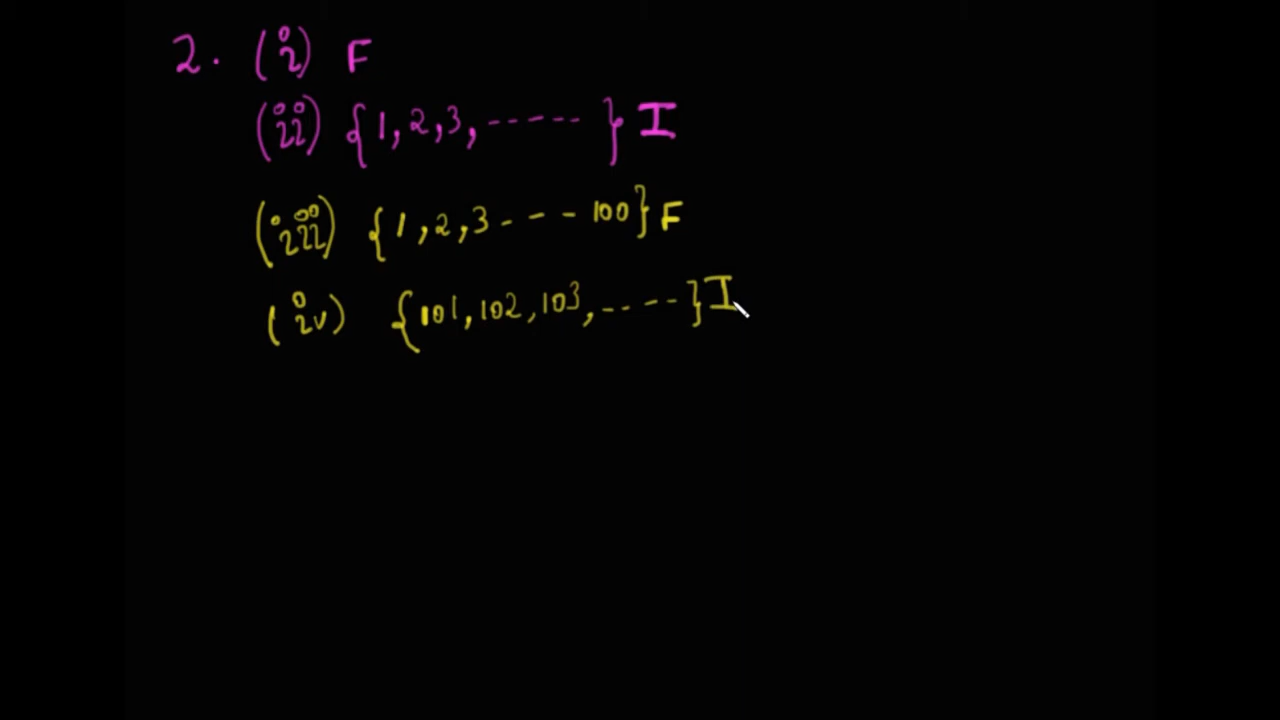 2. (i) F
(ii) {1,2,3,------} I
(iii) {1,2,3---- 100} F
(iv) {101,102,103,-----} I